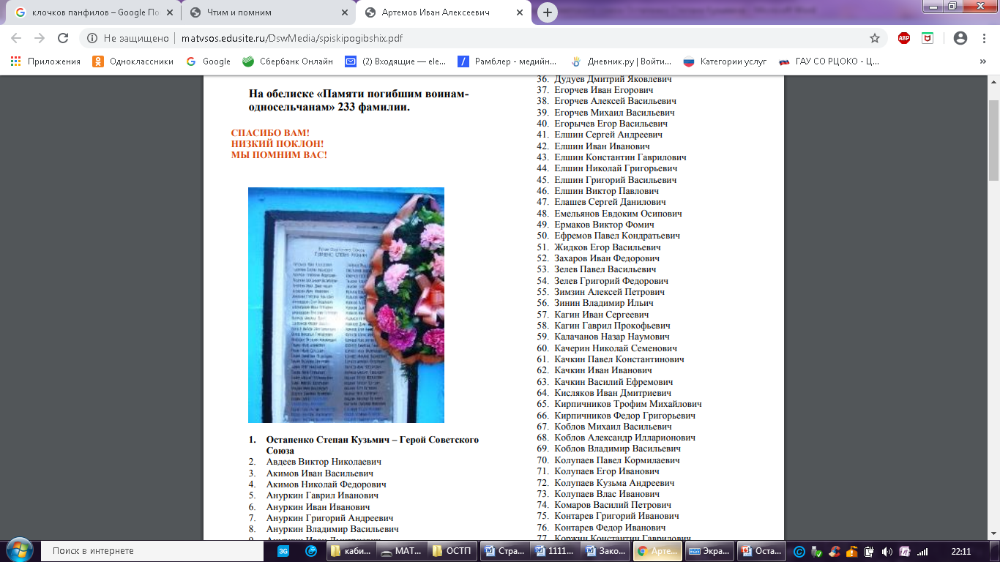 клочков панфилов – Google По
Чтим и помним
Артемов Иван Алексеевич
Не защищено
matvsos.edusite.ru/DswMedia/spiskipogibshix.pdf
ABP
Приложения
Одноклассники
Google
Сбербанк Онлайн
(2) Входящие — ele...
Рамблер - медийн...
Дневник.ру | Войти...
Категории услуг
ГАУ СО РЦОКО - Ц...
»
На обелиске «Памяти погибшим воинам-
односельчанам» 233 фамилии.
СПАСИБО ВАМ!
НИЗКИЙ ПОКЛОН!
МЫ ПОМНИМ ВАС!
1. Остапенко Степан Кузьмич – Герой Советского
Союза
2. Авдеев Виктор Николаевич
3. Акимов Иван Васильевич
4. Акимов Николай Федорович
5. Ануркин Гаврил Иванович
6. Ануркин Иван Иванович
7. Ануркин Григорий Андреевич
8. Ануркин Владимир Васильевич
9. Ануркин Иван Дмитриевич
36. Дудуев Дмитрий Яковлевич
37. Егорчев Иван Егорович
38. Егорчев Алексей Васильевич
39. Егорчев Михаил Васильевич
40. Егорычев Егор Васильевич
41. Елшин Сергей Андреевич
42. Елшин Иван Иванович
43. Елшин Константин Гаврилович
44. Елшин Николай Григорьевич
45. Елшин Григорий Васильевич
46. Елшин Виктор Павлович
47. Елашев Сергей Данилович
48. Емельянов Евдоким Осипович
49. Ермаков Виктор Фомич
50. Ефремов Павел Кондратьевич
51. Жидков Егор Васильевич
52. Захаров Иван Федорович
53. Зелев Павел Васильевич
54. Зелев Григорий Федорович
55. Зимзин Алексей Петрович
56. Зинин Владимир Ильич
57. Кагин Иван Сергеевич
58. Кагин Гаврил Прокофьевич
59. Калачанов Назар Наумович
60. Качерин Николай Семенович
61. Качкин Павел Константинович
62. Качкин Иван Иванович
63. Качкин Василий Ефремович
64. Кисляков Иван Дмитриевич
65. Кирпичников Трофим Михайлович
66. Кирпичников Федор Григорьевич
67. Коблов Михаил Васильевич
68. Коблов Александр Илларионович
69. Коблов Владимир Васильевич
70. Колупаев Павел Кормилаевич
71. Колупаев Егор Иванович
72. Колупаев Кузьма Андреевич
73. Колупаев Влас Иванович
74. Комаров Василий Петрович
75. Контарев Григорий Иванович
76. Контарев Федор Иванович
77. Коржин Константин Гаврилович
Поиск в интернете
3G
каби...
МАТ...
ОСТП
Стра...
1111...
Зако...
Арте...
Экра...
Оста...
22:11